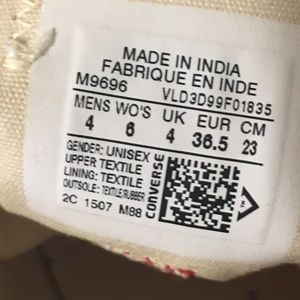 MADE IN INDIA
FABRIQUE EN INDE
M9696 VLD3D99F01835
MENS WO'S UK EUR CM
4 6 4 36.5 23
GENDER: UNISEX
UPPER TEXTILE
LINING: TEXTILE
OUTSOLE: TEXTILE/RUBBER
2C 1507 M88
CONVERSE
E